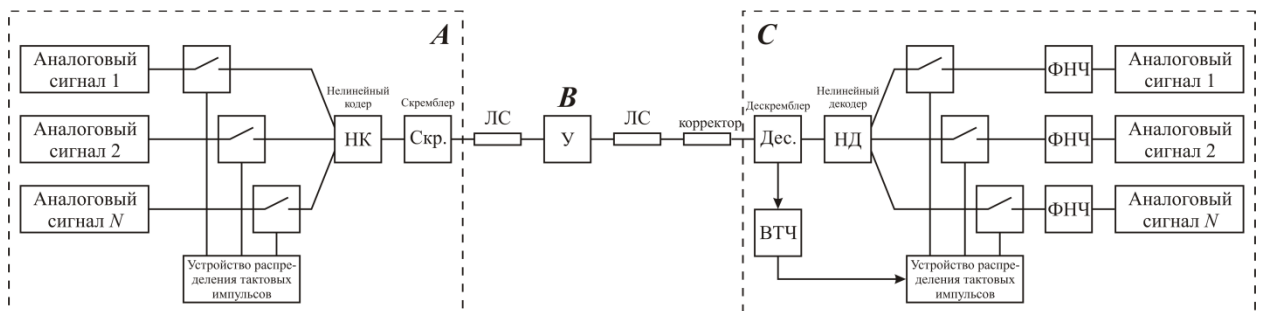 A
Аналоговый
сигнал 1
Аналоговый
сигнал 2
Аналоговый
сигнал N
Нелинейный
кодер
НК
Скремблер
Скр.
Устройство распре-
деления тактовых
импульсов
ЛС
B
У
ЛС
корректор
C
Дескремблер
Дес.
Нелинейный
декодер
НД
ВТЧ
Устройство распре-
деления тактовых
импульсов
ФНЧ
Аналоговый
сигнал 1
ФНЧ
Аналоговый
сигнал 2
ФНЧ
Аналоговый
сигнал N